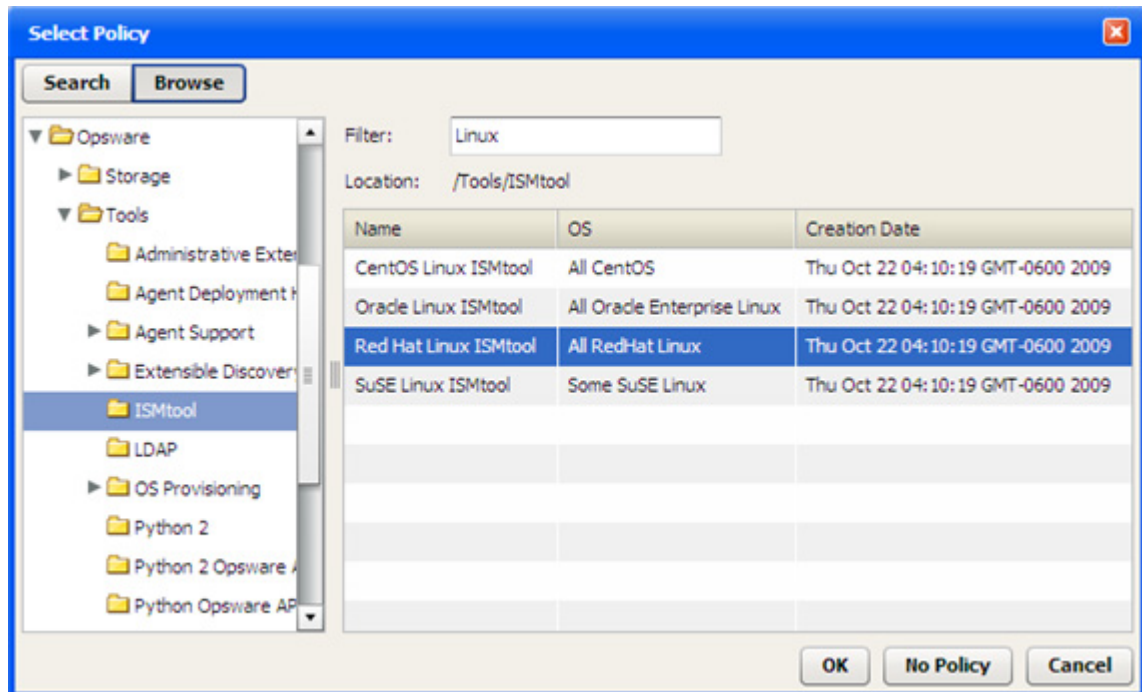 Select Policy
Search Browse
Opsware
Storage
Tools
Administrative Exter
Agent Deployment
Agent Support
Extensible Discover
ISMtool
LDAP
OS Provisioning
Python 2
Python 2 Opsware
Python Opsware AP
Filter: Linux
Location: /Tools/ISMtool
Name OS Creation Date
CentOS Linux ISMtool All CentOS Thu Oct 22 04:10:19 GMT-0600 2009
Oracle Linux ISMtool All Oracle Enterprise Linux Thu Oct 22 04:10:19 GMT-0600 2009
Red Hat Linux ISMtool All RedHat Linux Thu Oct 22 04:10:19 GMT-0600 2009
SuSE Linux ISMtool Some SuSE Linux Thu Oct 22 04:10:19 GMT-0600 2009
OK No Policy Cancel